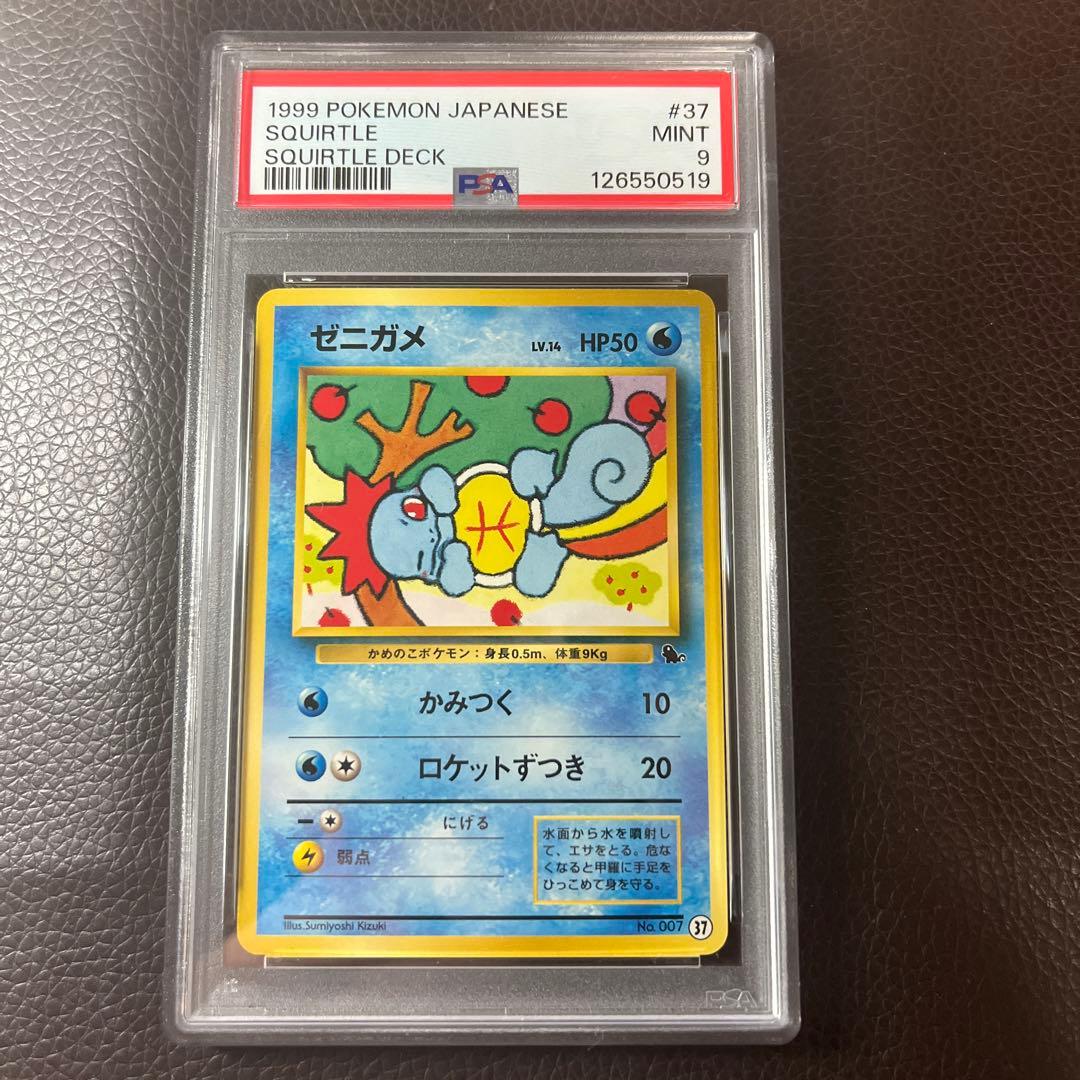 1999 POKEMON JAPANESE #37
SQUIRTLE MINT
SQUIRTLE DECK 9
PSA 126550519
ゼニガメ LV.14 HP50
かめのこポケモン：身長0.5m、体重9Kg
かみつく 10
ロケットずつき 20
にげる
弱点
水面から水を噴射し
て、エサをとる。危な
くなると甲羅に手足を
ひっこめて身を守る。
Illus.Sumiyoshi Kizuki No. 007 37
PSA